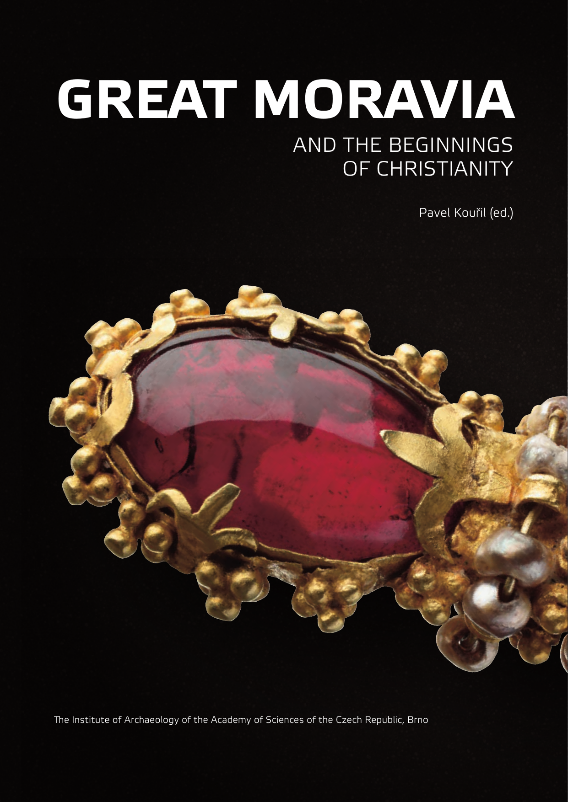 GREAT MORAVIA
AND THE BEGINNINGS
OF CHRISTIANITY
Pavel Kouřil (ed.)
The Institute of Archaeology of the Academy of Sciences of the Czech Republic, Brno